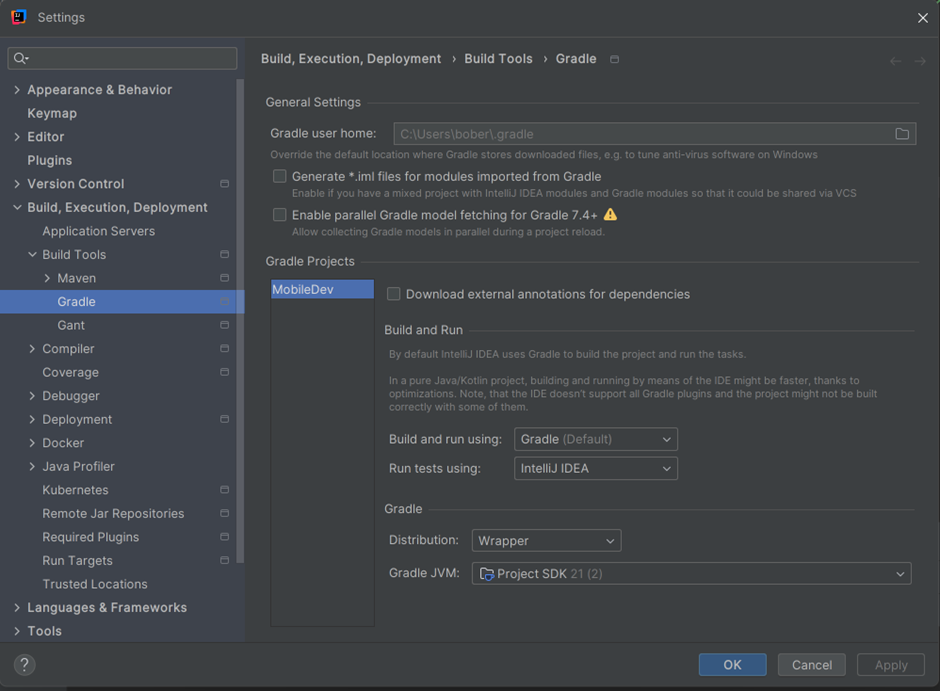 Settings
Appearance & Behavior
Keymap
Editor
Plugins
Version Control
Build, Execution, Deployment
Application Servers
Build Tools
Maven
Gradle
Gant
Compiler
Coverage
Debugger
Deployment
Docker
Java Profiler
Kubernetes
Remote Jar Repositories
Required Plugins
Run Targets
Trusted Locations
Languages & Frameworks
Tools
Build, Execution, Deployment › Build Tools › Gradle
General Settings
Gradle user home: C:\Users\bober\.gradle
Override the default location where Gradle stores downloaded files, e.g. to tune anti-virus software on Windows
Generate *.iml files for modules imported from Gradle
Enable if you have a mixed project with IntelliJ IDEA modules and Gradle modules so that it could be shared via VCS
Enable parallel Gradle model fetching for Gradle 7.4+
Allow collecting Gradle models in parallel during a project reload.
Gradle Projects
MobileDev
Download external annotations for dependencies
Build and Run
By default IntelliJ IDEA uses Gradle to build the project and run the tasks.
In a pure Java/Kotlin project, building and running by means of the IDE might be faster, thanks to
optimizations. Note, that the IDE doesn't support all Gradle plugins and the project might not be built
correctly with some of them.
Build and run using: Gradle (Default)
Run tests using: IntelliJ IDEA
Gradle
Distribution: Wrapper
Gradle JVM: Project SDK 21 (2)
? OK Cancel Apply